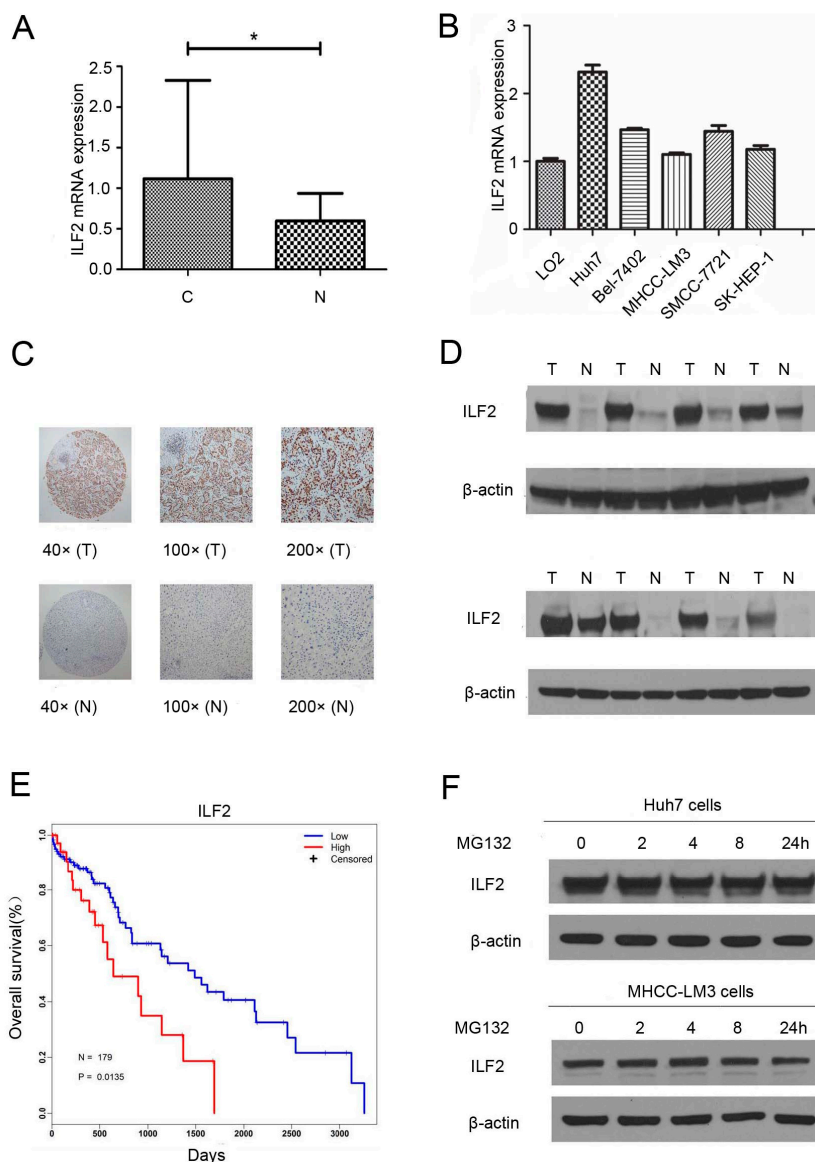 A
*
ILF2 mRNA expression
2.5
2.0
1.5
1.0
0.5
0.0
C N
B
ILF2 mRNA expression
3
2
1
0
LO2
Huh7
Bel-7402
MHCC-LM3
SMCC-7721
SK-HEP-1
C
40× (T) 100× (T) 200× (T)
40× (N) 100× (N) 200× (N)
D
T N T N T N T N
ILF2
β-actin
T N T N T N T N
ILF2
β-actin
E
ILF2
Overall survival(%)
1.0
0.8
0.6
0.4
0.2
0.0
Low
High
+ Censored
N = 179
P = 0.0135
0 500 1000 1500 2000 2500 3000
Days
F
Huh7 cells
MG132 0 2 4 8 24h
ILF2
β-actin
MHCC-LM3 cells
MG132 0 2 4 8 24h
ILF2
β-actin